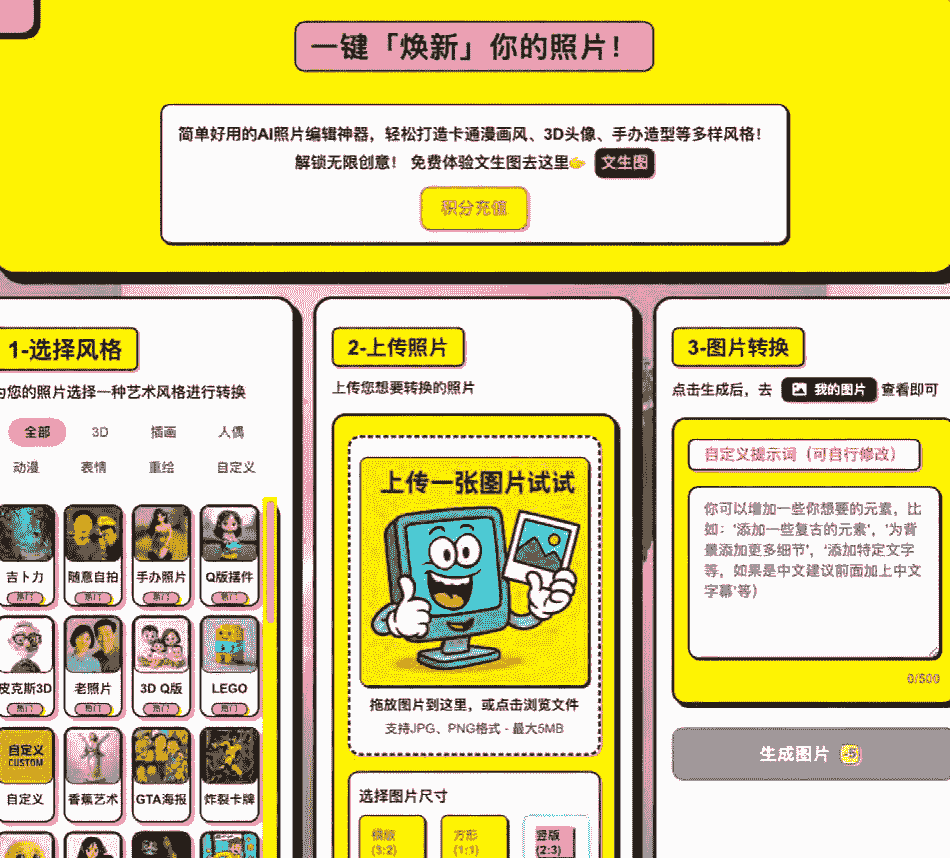 一键「焕新」你的照片！
简单好用的AI照片编辑神器，轻松打造卡通漫画风、3D头像、手办造型等多样风格！
解锁无限创意！ 免费体验文生图去这里👉 文生图
积分充值
1-选择风格
为您的照片选择一种艺术风格进行转换
全部 3D 插画 人偶
动漫 表情 重绘 自定义
吉卜力 随意自拍 手办照片 Q版摆件
热门 热门 热门 热门
皮克斯3D 老照片 3D Q版 LEGO
热门 热门 热门 热门
自定义
CUSTOM
自定义 香蕉艺术 GTA海报 炸裂卡牌
2-上传照片
上传您想要转换的照片
上传一张图片试试
拖放图片到这里，或点击浏览文件
支持JPG、PNG格式 · 最大5MB
选择图片尺寸
横版 方形 竖版
(3:2) (1:1) (2:3)
3-图片转换
点击生成后，去 我的图片 查看即可
自定义提示词（可自行修改）
你可以增加一些你想要的元素，比
如：'添加一些复古的元素'，'为背
景添加更多细节'，'添加特定文字
等，如果是中文建议前面加上中文
字幕'等）
0/500
生成图片